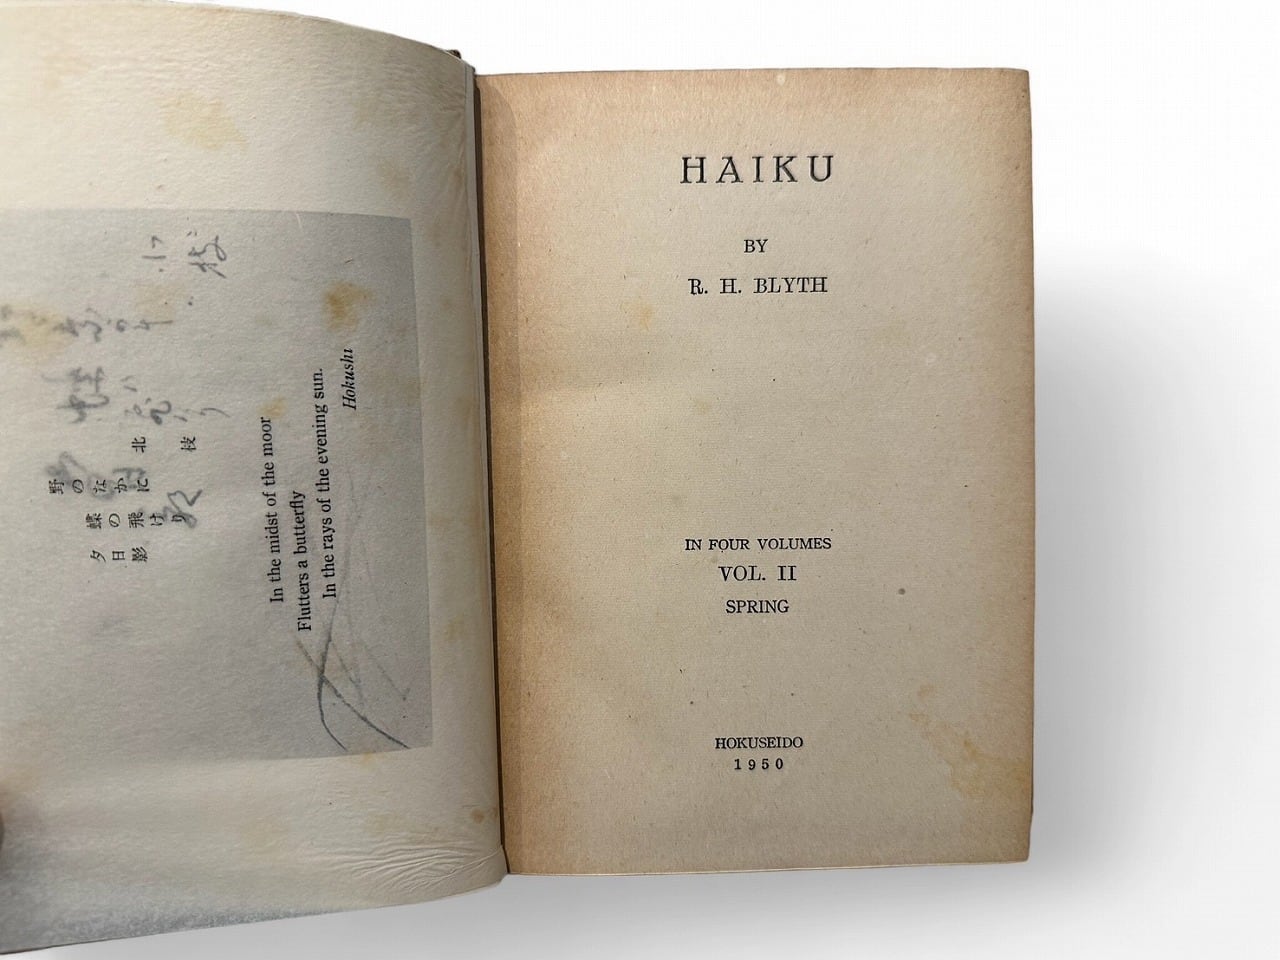 北枝
野のなかに
蝶の飛けり
夕日影
In the midst of the moor
Flutters a butterfly
In the rays of the evening sun.
Hokushi
HAIKU
BY
R. H. BLYTH
IN FOUR VOLUMES
VOL. II
SPRING
HOKUSEIDO
1950